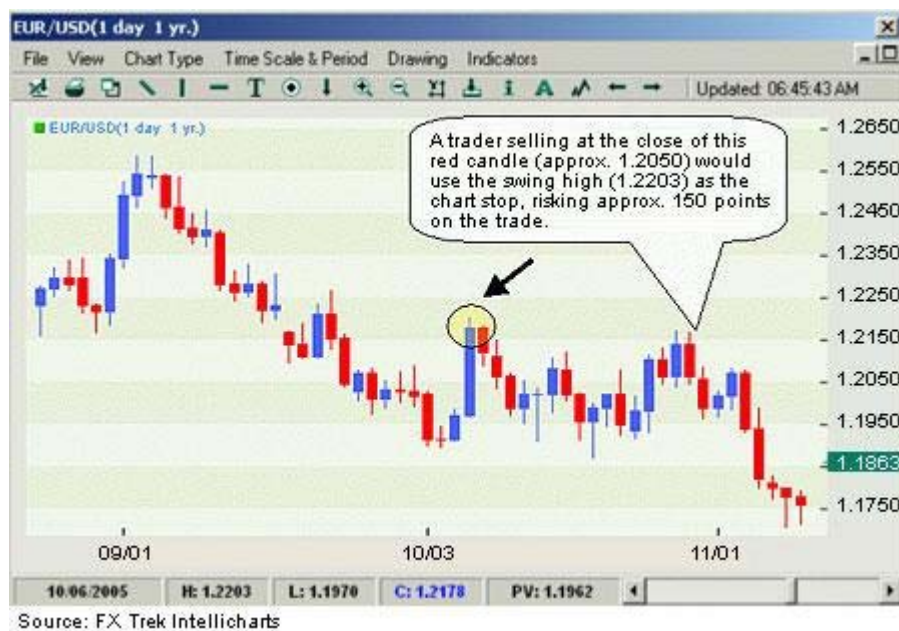 EUR/USD(1 day 1 yr.)
File View Chart Type Time Scale & Period Drawing Indicators
T A Updated: 06:45:43 AM
EUR/USD(1 day 1 yr.)
A trader selling at the close of this
red candle (approx. 1.2050) would
use the swing high (1.2203) as the
chart stop, risking approx. 150 points
on the trade.
1.2650
1.2550
1.2450
1.2350
1.2250
1.2150
1.2050
1.1950
1.1863
1.1750
09/01 10/03 11/01
10/06/2005 H: 1.2203 L: 1.1970 C: 1.2178 PV: 1.1962
Source: FX Trek Intellicharts